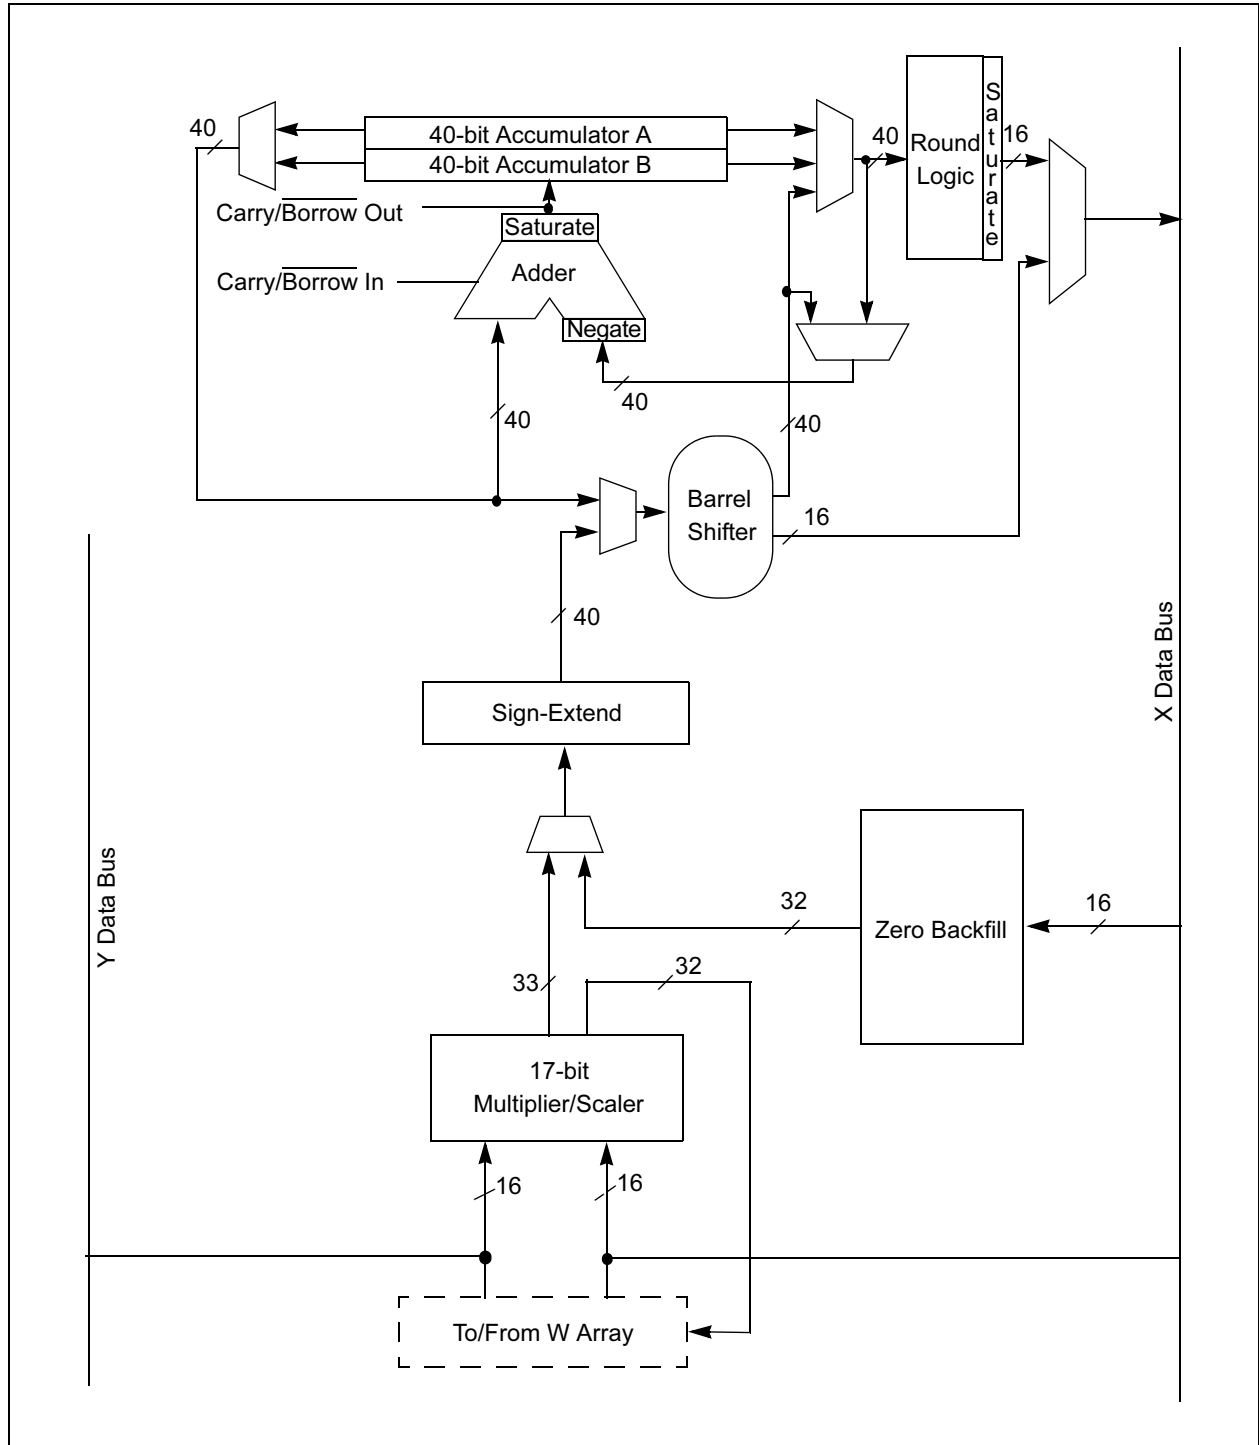 40
40-bit Accumulator A
40-bit Accumulator B
40
Round
Logic
Saturate
16
Carry/Borrow Out
Saturate
Carry/Borrow In
Adder
Negate
40
40
40
Barrel
Shifter
16
40
X Data Bus
Sign-Extend
Y Data Bus
32
Zero Backfill
16
33
32
17-bit
Multiplier/Scaler
16
16
To/From W Array